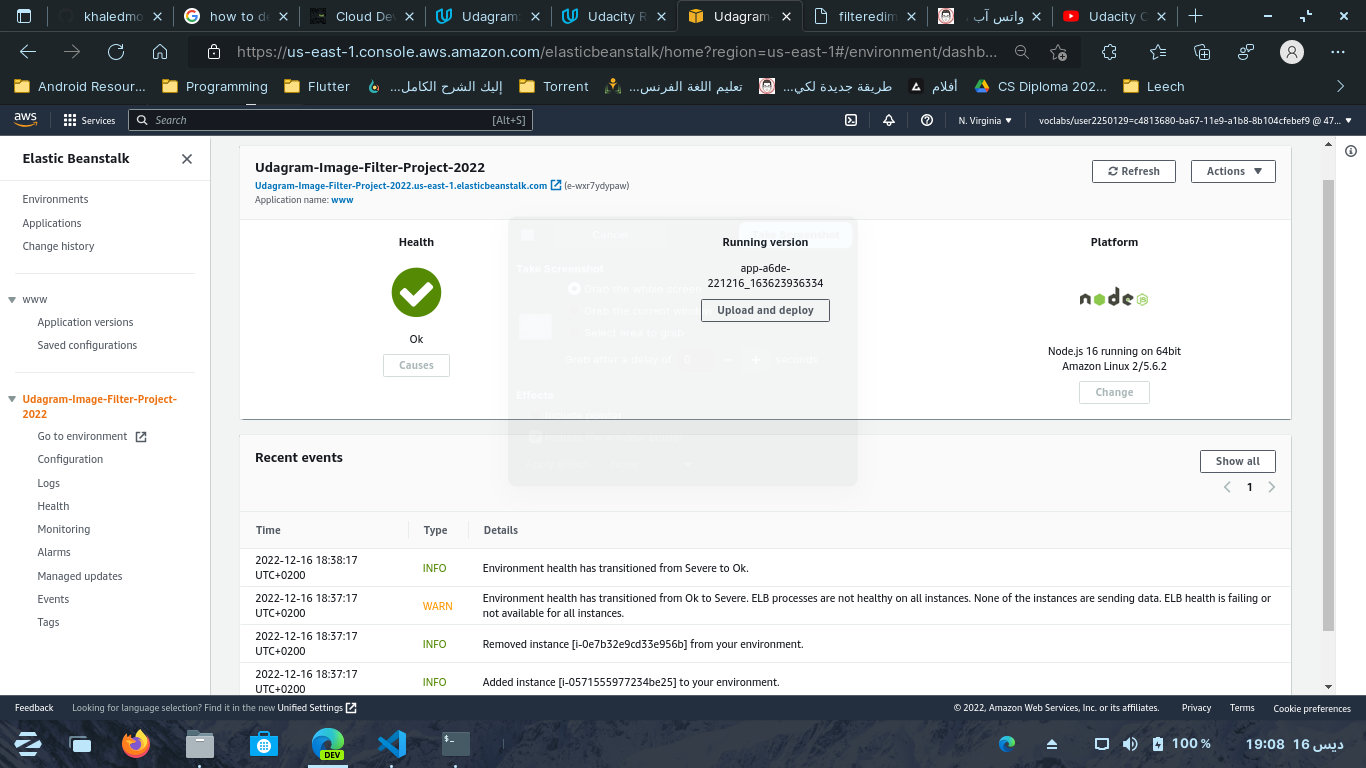 khaledmo
how to de
Cloud Dev
Udagram:
Udacity R
Udagram-
filteredim
واتس آب
Udacity C
https://us-east-1.console.aws.amazon.com/elasticbeanstalk/home?region=us-east-1#/environment/dashb...
Android Resour...
Programming
Flutter
إليك الشرح الكامل...
Torrent
تعليم اللغة الفرنس...
طريقة جديدة لكي...
أفلام
CS Diploma 202...
Leech
aws
Services
Search
[Alt+S]
N. Virginia
voclabs/user2250129=c4813680-ba67-11e9-a1b8-8b104cfebef9 @ 47...
Elastic Beanstalk
Environments
Applications
Change history
www
Application versions
Saved configurations
Udagram-Image-Filter-Project-
2022
Go to environment
Configuration
Logs
Health
Monitoring
Alarms
Managed updates
Events
Tags
Udagram-Image-Filter-Project-2022
Udagram-Image-Filter-Project-2022.us-east-1.elasticbeanstalk.com (e-wxr7ydypaw)
Application name: www
Refresh
Actions
Health
Ok
Causes
Running version
app-a6de-
221216_163623936334
Upload and deploy
Platform
node
JS
Node.js 16 running on 64bit
Amazon Linux 2/5.6.2
Change
Take Screenshot
Effects
Recent events
Show all
1
Time Type Details
2022-12-16 18:38:17
UTC+0200
INFO
Environment health has transitioned from Severe to Ok.
2022-12-16 18:37:17
UTC+0200
WARN
Environment health has transitioned from Ok to Severe. ELB processes are not healthy on all instances. None of the instances are sending data. ELB health is failing or
not available for all instances.
2022-12-16 18:37:17
UTC+0200
INFO
Removed instance [i-0e7b32e9cd33e956b] from your environment.
2022-12-16 18:37:17
UTC+0200
INFO
Added instance [i-0571555977234be25] to your environment.
Feedback
Looking for language selection? Find it in the new Unified Settings
© 2022, Amazon Web Services, Inc. or its affiliates.
Privacy
Terms
Cookie preferences
DEV
$_
100 %
19:08
16 ديس